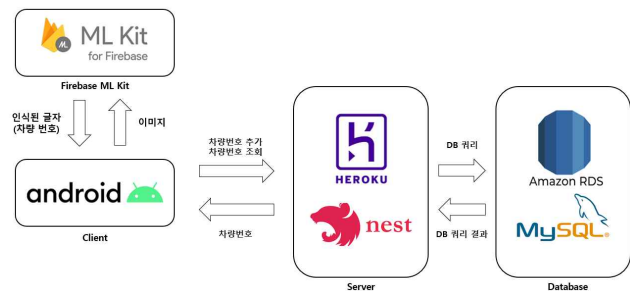 ML Kit
for Firebase
Firebase ML Kit
인식된 글자
(차량 번호)
이미지
android
Client
차량번호 추가
차량번호 조회
차량번호
HEROKU
nest
Server
DB 쿼리
DB 쿼리 결과
Amazon RDS
MySQL®
Database